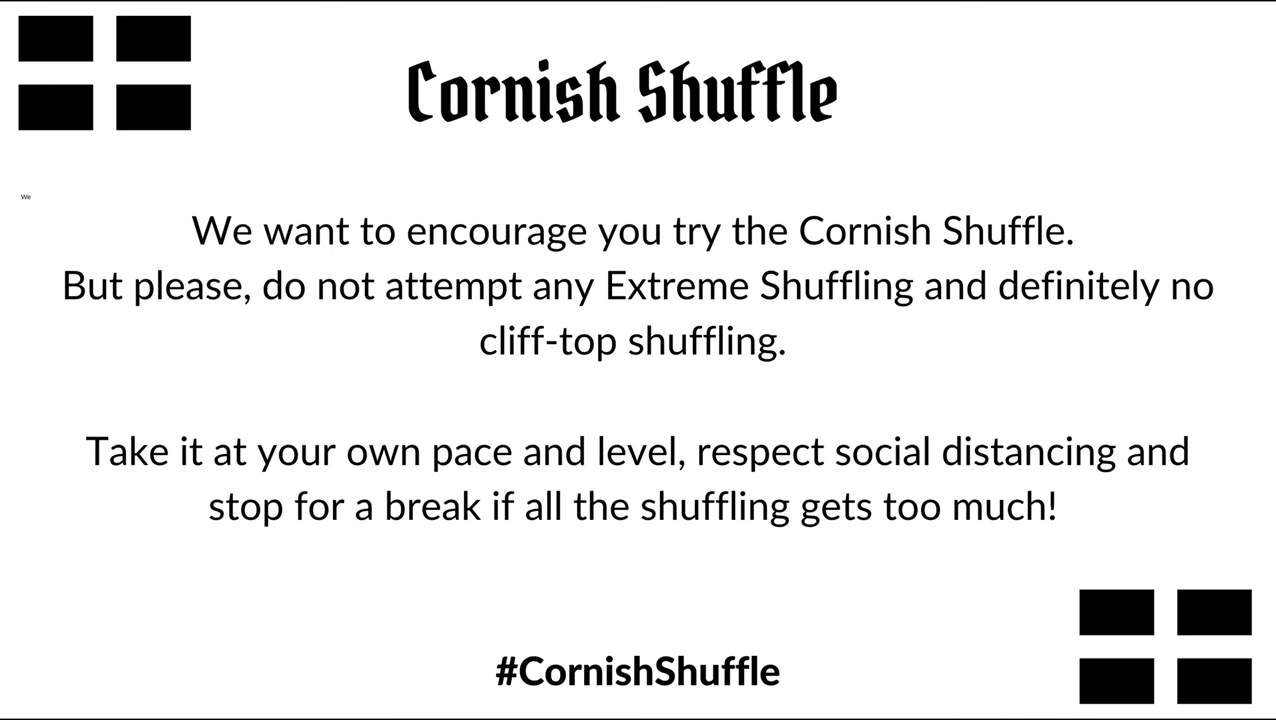 Cornish Shuffle
We
We want to encourage you try the Cornish Shuffle.
But please, do not attempt any Extreme Shuffling and definitely no
cliff-top shuffling.
Take it at your own pace and level, respect social distancing and
stop for a break if all the shuffling gets too much!
#CornishShuffle